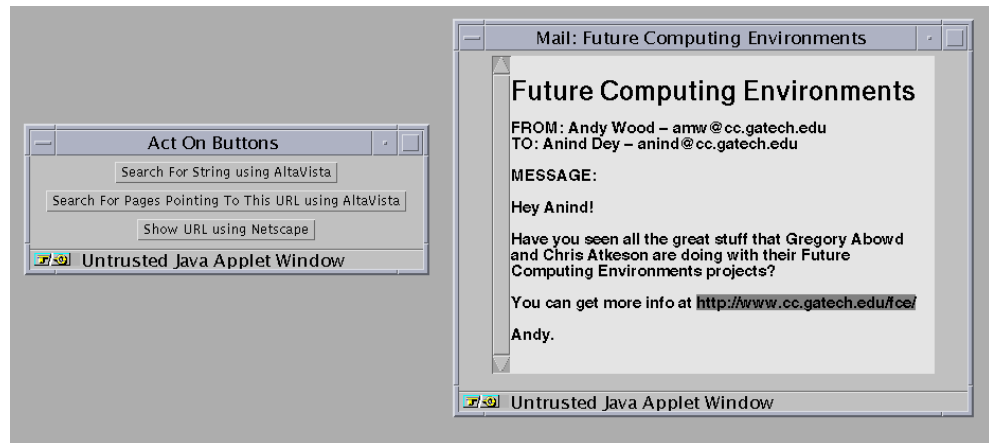 Act On Buttons
Search For String using AltaVista
Search For Pages Pointing To This URL using AltaVista
Show URL using Netscape
Untrusted Java Applet Window
Mail: Future Computing Environments
Future Computing Environments
FROM: Andy Wood – amw@cc.gatech.edu
TO: Anind Dey – anind@cc.gatech.edu
MESSAGE:
Hey Anind!
Have you seen all the great stuff that Gregory Abowd
and Chris Atkeson are doing with their Future
Computing Environments projects?
You can get more info at http://www.cc.gatech.edu/fce/
Andy.
Untrusted Java Applet Window